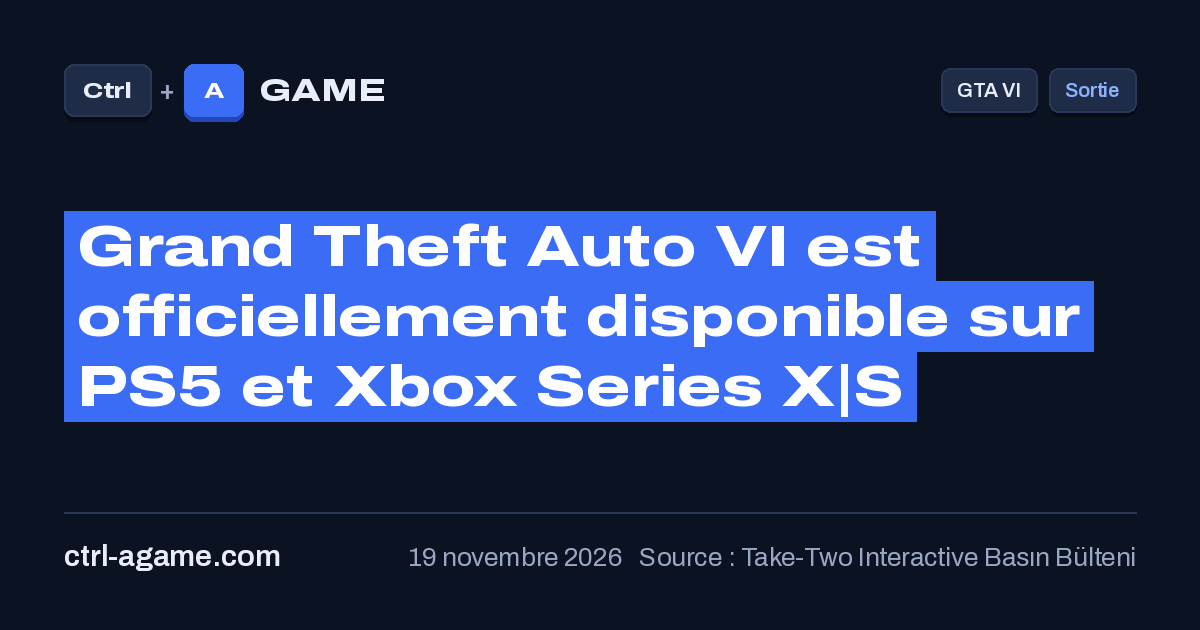 Ctrl + A GAME
GTA VI Sortie
Grand Theft Auto VI est
officiellement disponible sur
PS5 et Xbox Series X|S
ctrl-agame.com
19 novembre 2026 Source : Take-Two Interactive Basın Bülteni